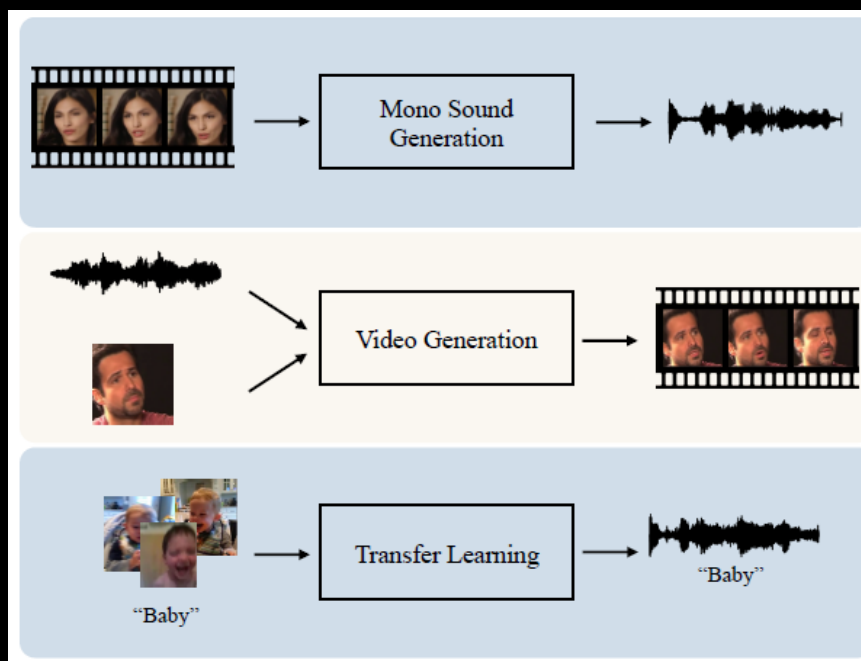 Mono Sound
Generation
Video Generation
Transfer Learning
“Baby”
“Baby”